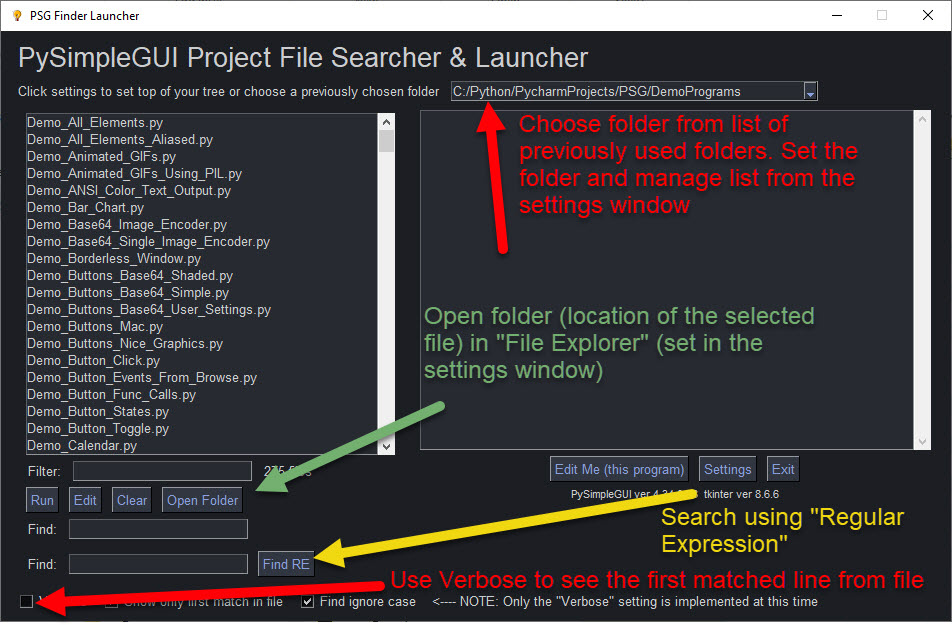 PSG Finder Launcher
PySimpleGUI Project File Searcher & Launcher
Click settings to set top of your tree or choose a previously chosen folder C:/Python/PycharmProjects/PSG/DemoPrograms
Demo_All_Elements.py
Demo_All_Elements_Aliased.py
Demo_Animated_GIFs.py
Demo_Animated_GIFs_Using_PIL.py
Demo_ANSI_Color_Text_Output.py
Demo_Bar_Chart.py
Demo_Base64_Image_Encoder.py
Demo_Base64_Single_Image_Encoder.py
Demo_Borderless_Window.py
Demo_Buttons_Base64_Shaded.py
Demo_Buttons_Base64_Simple.py
Demo_Buttons_Base64_User_Settings.py
Demo_Buttons_Mac.py
Demo_Buttons_Nice_Graphics.py
Demo_Button_Click.py
Demo_Button_Events_From_Browse.py
Demo_Button_Func_Calls.py
Demo_Button_States.py
Demo_Button_Toggle.py
Demo_Calendar.py
Choose folder from list of
previously used folders. Set the
folder and manage list from the
settings window
Open folder (location of the selected
file) in "File Explorer" (set in the
settings window)
Filter:
Run Edit Clear Open Folder
Find:
Find: Find RE
Edit Me (this program) Settings Exit
PySimpleGUI ver tkinter ver 8.6.6
Search using "Regular
Expression"
Use Verbose to see the first matched line from file
Show only first match in file Find ignore case <---- NOTE: Only the "Verbose" setting is implemented at this time